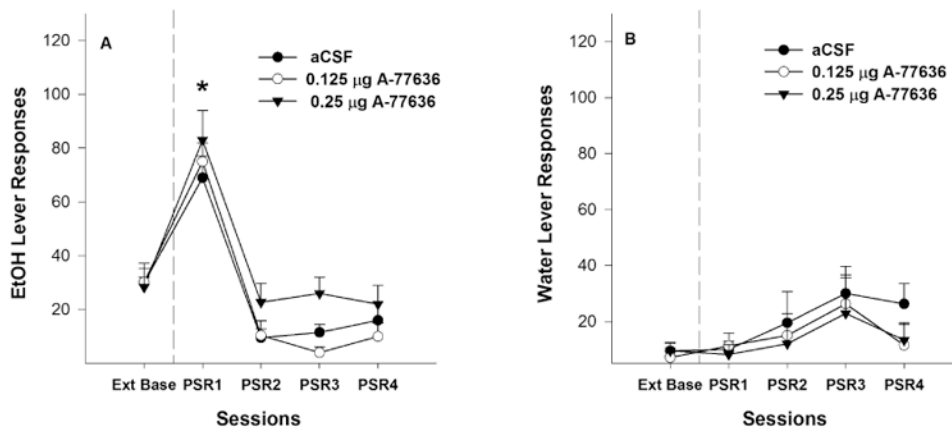 A
aCSF
0.125 μg A-77636
0.25 μg A-77636
*
EtOH Lever Responses
120
100
80
60
40
20
Ext Base PSR1 PSR2 PSR3 PSR4
Sessions
B
aCSF
0.125 μg A-77636
0.25 μg A-77636
Water Lever Responses
120
100
80
60
40
20
Ext Base PSR1 PSR2 PSR3 PSR4
Sessions